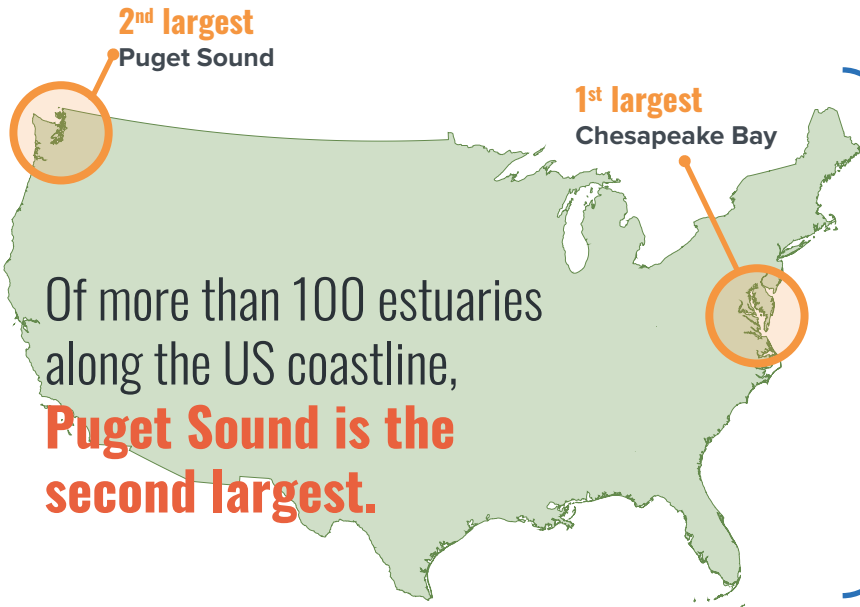 2nd largest
Puget Sound
1st largest
Chesapeake Bay
Of more than 100 estuaries
along the US coastline,
Puget Sound is the
second largest.